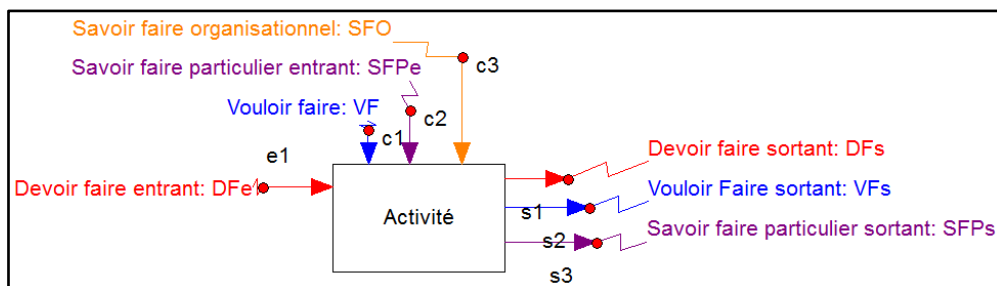 Savoir faire organisationnel: SFO
Savoir faire particulier entrant: SFPe
c3
Vouloir faire: VF
c2
c1
e1
Devoir faire sortant: DFs
Devoir faire entrant: DFe
Vouloir Faire sortant: VFs
Activité
s1
Savoir faire particulier sortant: SFPs
s2
s3